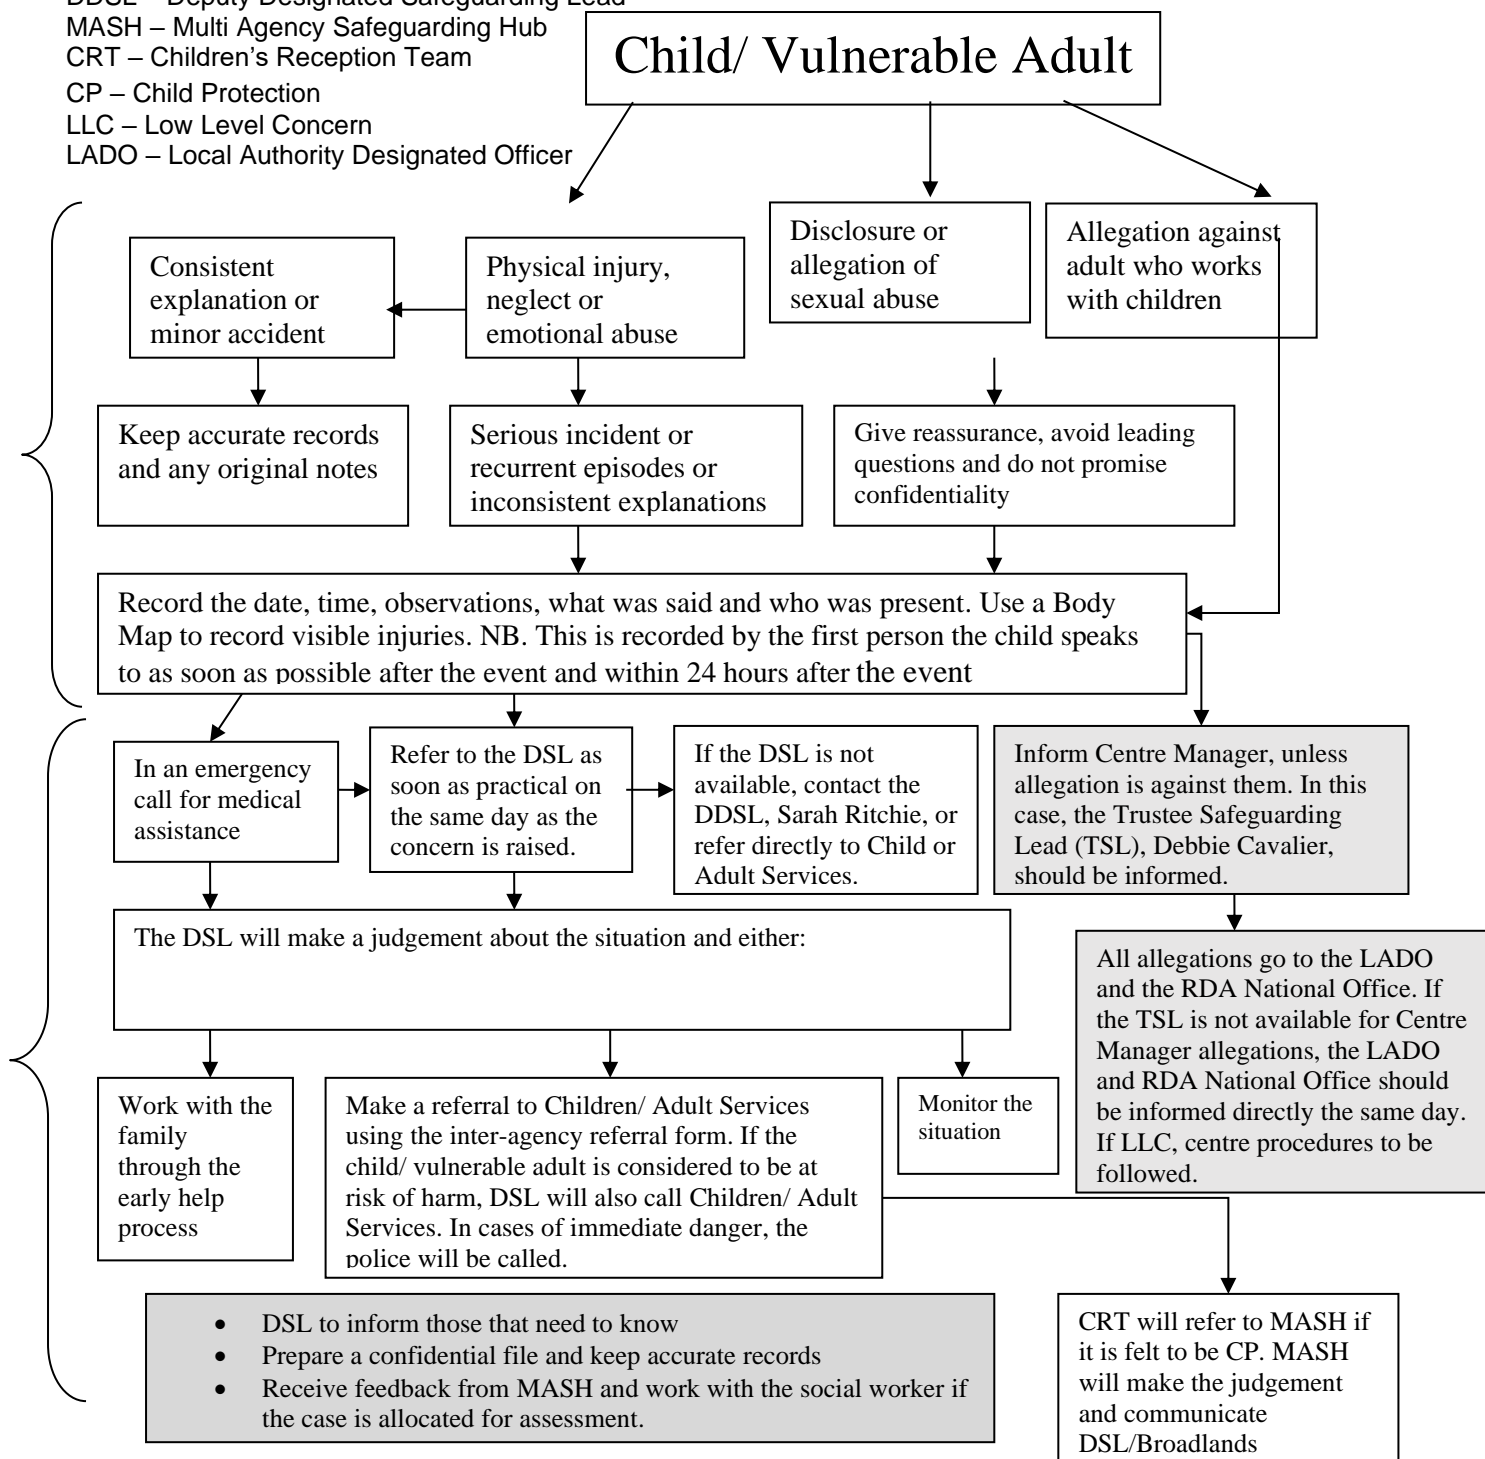 DDSL – Deputy Designated Safeguarding Lead
MASH – Multi Agency Safeguarding Hub
CRT – Children's Reception Team
CP – Child Protection
LLC – Low Level Concern
LADO – Local Authority Designated Officer
Child/ Vulnerable Adult
Consistent
explanation or
minor accident
Physical injury,
neglect or
emotional abuse
Disclosure or
allegation of
sexual abuse
Allegation against
adult who works
with children
Keep accurate records
and any original notes
Serious incident or
recurrent episodes or
inconsistent explanations
Give reassurance, avoid leading
questions and do not promise
confidentiality
Record the date, time, observations, what was said and who was present. Use a Body
Map to record visible injuries. NB. This is recorded by the first person the child speaks
to as soon as possible after the event and within 24 hours after the event
In an emergency
call for medical
assistance
Refer to the DSL as
soon as practical on
the same day as the
concern is raised.
If the DSL is not
available, contact the
DDSL, Sarah Ritchie, or
refer directly to Child or
Adult Services.
Inform Centre Manager, unless
allegation is against them. In this
case, the Trustee Safeguarding
Lead (TSL), Debbie Cavalier,
should be informed.
The DSL will make a judgement about the situation and either:
All allegations go to the LADO
and the RDA National Office. If
the TSL is not available for Centre
Manager allegations, the LADO
and RDA National Office should
be informed directly the same day.
If LLC, centre procedures to be
followed.
Work with the
family
through the
early help
process
Make a referral to Children/ Adult Services
using the inter-agency referral form. If the
child/ vulnerable adult is considered to be at
risk of harm, DSL will also call Children/ Adult
Services. In cases of immediate danger, the
police will be called.
Monitor the
situation
• DSL to inform those that need to know
• Prepare a confidential file and keep accurate records
• Receive feedback from MASH and work with the social worker if
the case is allocated for assessment.
CRT will refer to MASH if
it is felt to be CP. MASH
will make the judgement
and communicate
DSL/Broadlands